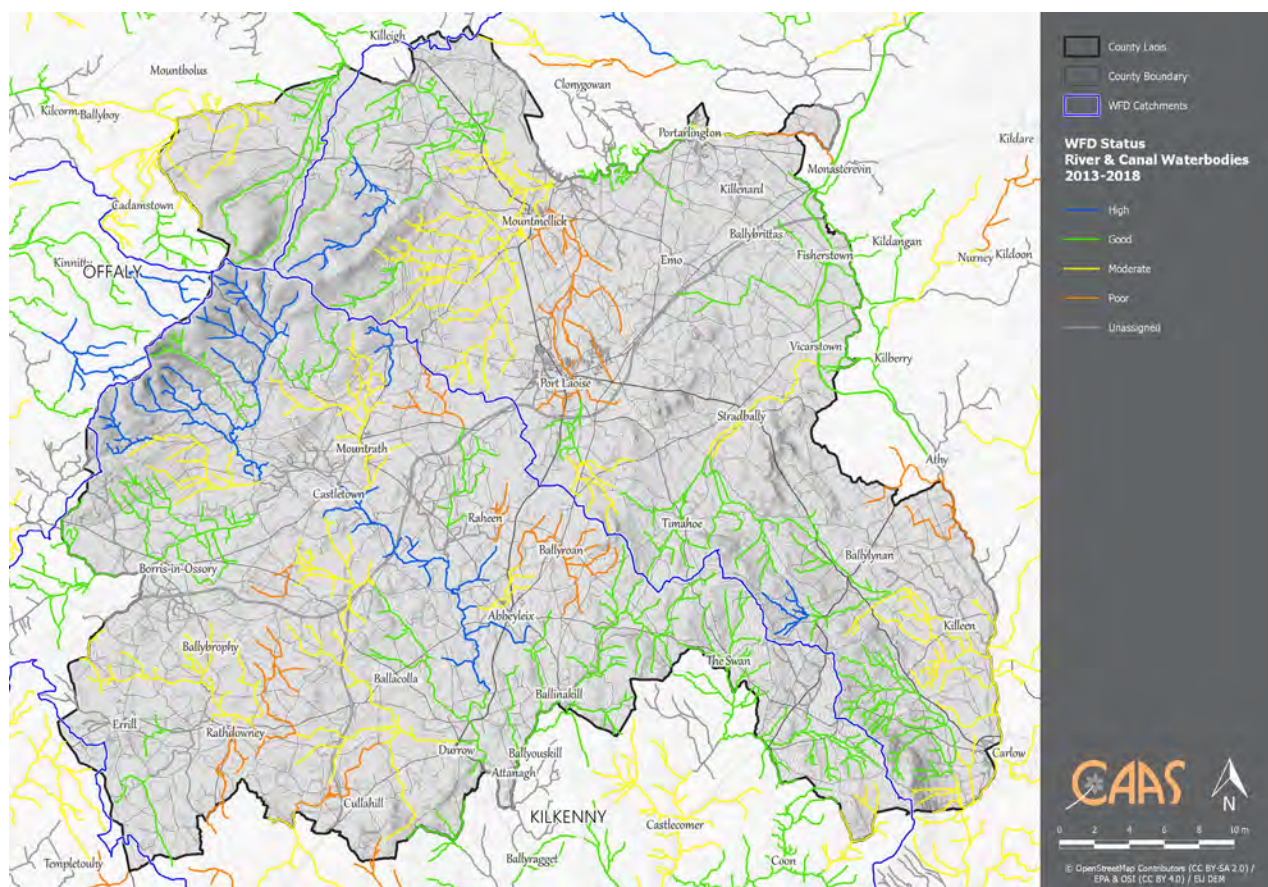 Killeigh
Mountbolus
Clonygowan
Kilcorm
Ballyboy
Portarlington
Kildare
Monasterevin
Killenard
Cadamstown
Mountmellick
Ballybrittas
Kildangan
Emo
Fisherstown
Nurney
Kildoon
Kinnitty
OFFALY
Vicarstown
Kilberry
Port Laoise
Stradbally
Mountrath
Athy
Castletown
Raheen
Timahoe
Ballyroan
Ballylynan
Borris-in-Ossory
Abbeyleix
Killeen
Ballybrophy
The Swan
Ballacolla
Ballinakill
Errill
Rathdowney
Durrow
Ballyouskill
Carlow
Attanagh
Cullahill
KILKENNY
Castlecomer
Templetouhy
Ballyragget
Coon
County Laois
County Boundary
WFD Catchments
WFD Status
River & Canal Waterbodies
2013-2018
High
Good
Moderate
Poor
Unassigned
CAAS
N
0 2 4 6 8 10 m
© OpenStreetMap Contributors (CC BY-SA 2.0) /
EPA & OSI (CC BY 4.0) / EU DEM